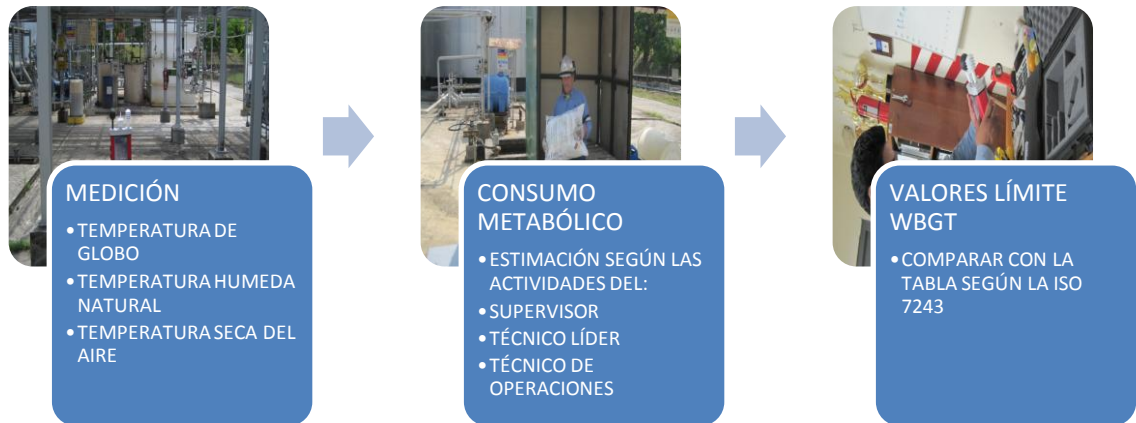 MEDICIÓN
•TEMPERATURA DE
GLOBO
•TEMPERATURA HUMEDA
NATURAL
•TEMPERATURA SECA DEL
AIRE
CONSUMO
METABÓLICO
•ESTIMACIÓN SEGÚN LAS
ACTIVIDADES DEL:
•SUPERVISOR
•TÉCNICO LÍDER
•TÉCNICO DE
OPERACIONES
VALORES LÍMITE
WBGT
•COMPARAR CON LA
TABLA SEGÚN LA ISO
7243